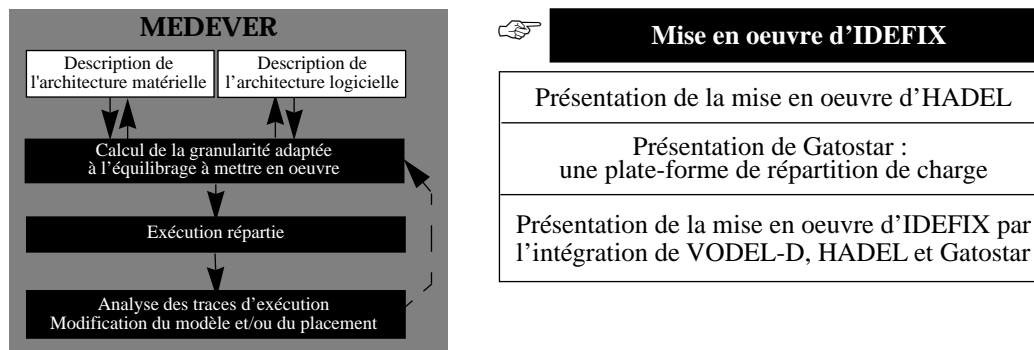 MEDEVER
Description de
l'architecture matérielle
Description de
l’architecture logicielle
Calcul de la granularité adaptée
à l’équilibrage à mettre en oeuvre
Exécution répartie
Analyse des traces d’exécution
Modification du modèle et/ou du placement
Mise en oeuvre d’IDEFIX
Présentation de la mise en oeuvre d’HADEL
Présentation de Gatostar :
une plate-forme de répartition de charge
Présentation de la mise en oeuvre d’IDEFIX par
l’intégration de VODEL-D, HADEL et Gatostar